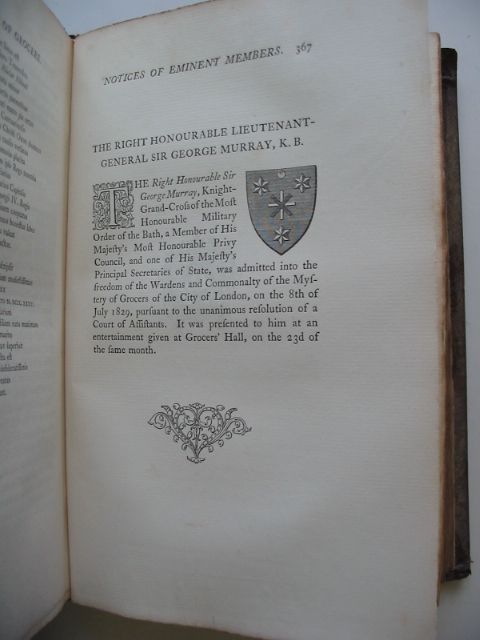 OF GROCERS.
NOTICES OF EMINENT MEMBERS. 367
THE RIGHT HONOURABLE LIEUTENANT-
GENERAL SIR GEORGE MURRAY, K. B.
THE Right Honourable Sir
George Murray, Knight-
Grand-Croſs of the Moſt
Honourable Military
Order of the Bath, a Member of His
Majeſty's Moſt Honourable Privy
Council, and one of His Majeſty's
Principal Secretaries of State, was admitted into the
freedom of the Wardens and Commonalty of the Myſ-
tery of Grocers of the City of London, on the 8th of
July 1829, purſuant to the unanimous reſolution of a
Court of Aſſiſtants. It was preſented to him at an
entertainment given at Grocers' Hall, on the 23d of
the ſame month.